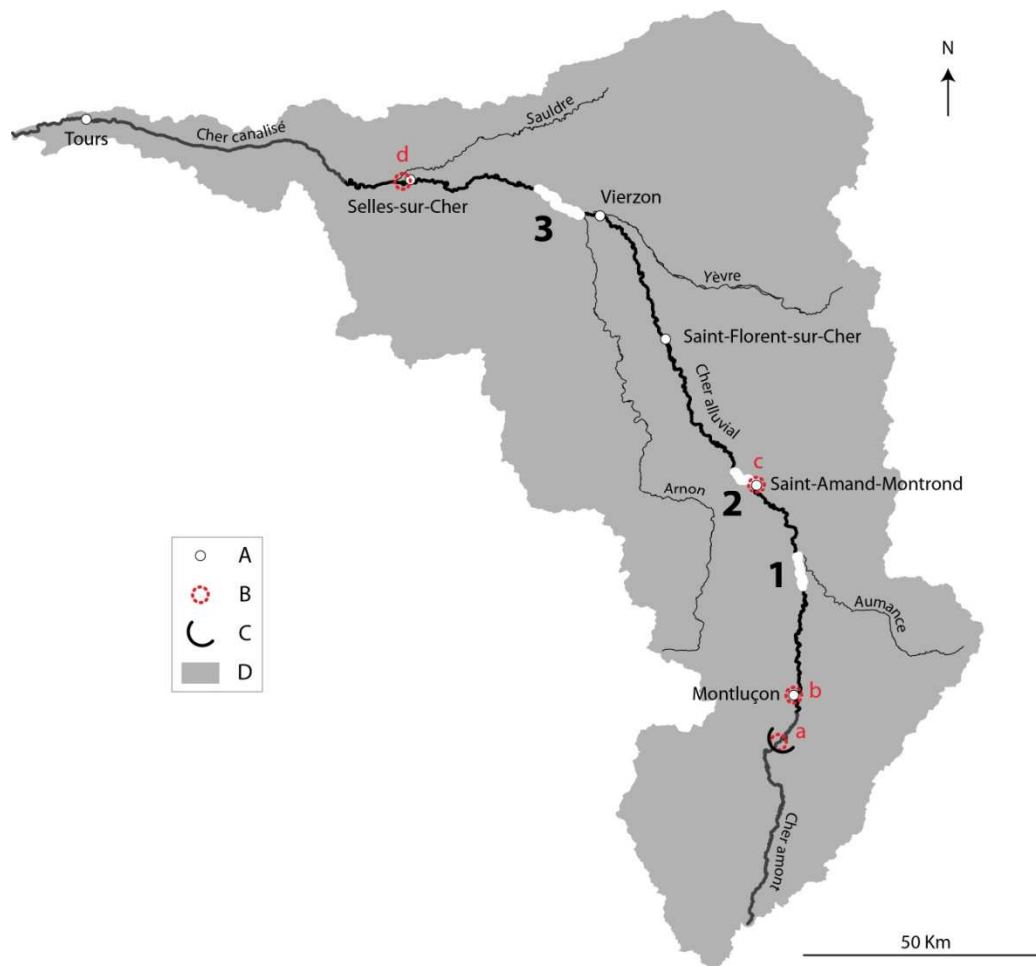 N
Sauldre
Cher canalisé
Tours
d
Selles-sur-Cher
Vierzon
3
Yèvre
Saint-Florent-sur-Cher
Cher alluvial
c
Saint-Amand-Montrond
Arnon
2
1
A
B
C
D
Aumance
Montluçon
b
a
Cher amont
50 Km